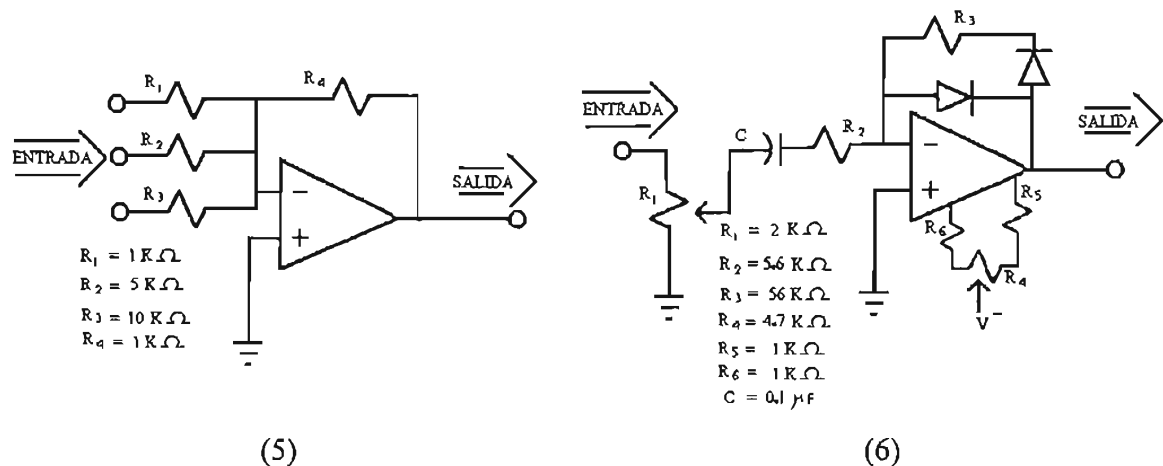 R1
R4
ENTRADA
R2
R3
SALIDA
−
+
R1 = 1 K Ω
R2 = 5 K Ω
R3 = 10 K Ω
R4 = 1 K Ω
(5)
R3
ENTRADA
C
R2
SALIDA
−
+
R1
R5
R6
R4
V−
R1 = 2 K Ω
R2 = 5.6 K Ω
R3 = 56 K Ω
R4 = 4.7 K Ω
R5 = 1 K Ω
R6 = 1 K Ω
C = 0.1 μf
(6)